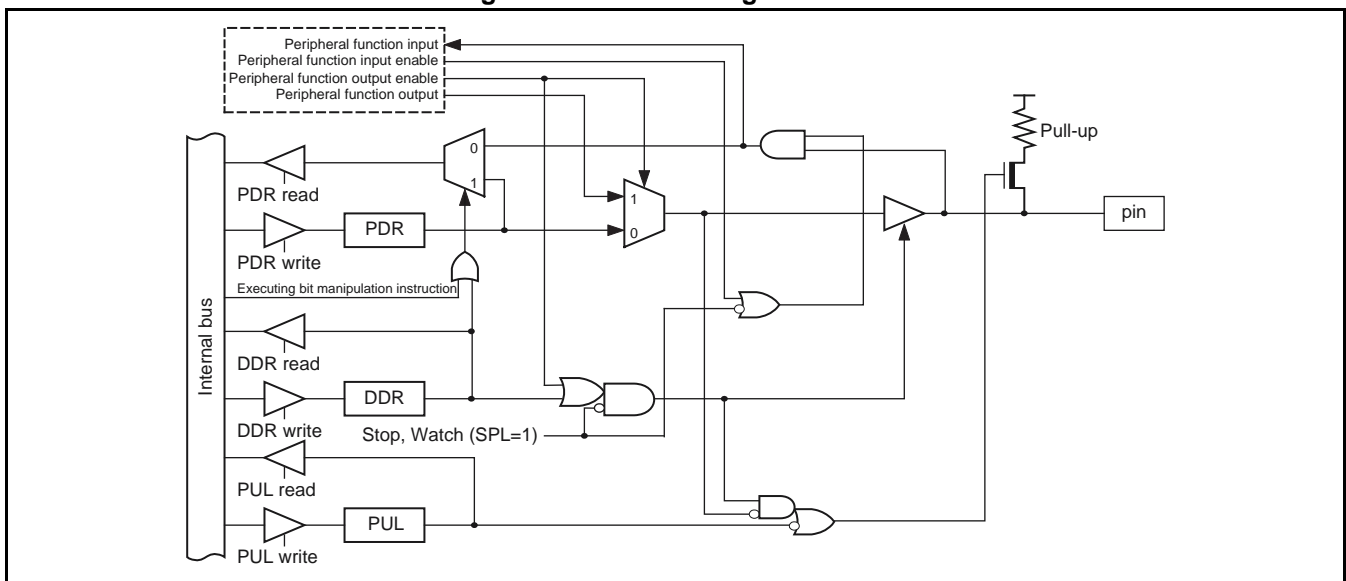 Peripheral function input
Peripheral function input enable
Peripheral function output enable
Peripheral function output
0
Pull-up
1
PDR read
1
pin
PDR
0
PDR write
Executing bit manipulation instruction
Internal bus
DDR read
DDR
DDR write
Stop, Watch (SPL=1)
PUL read
PUL
PUL write